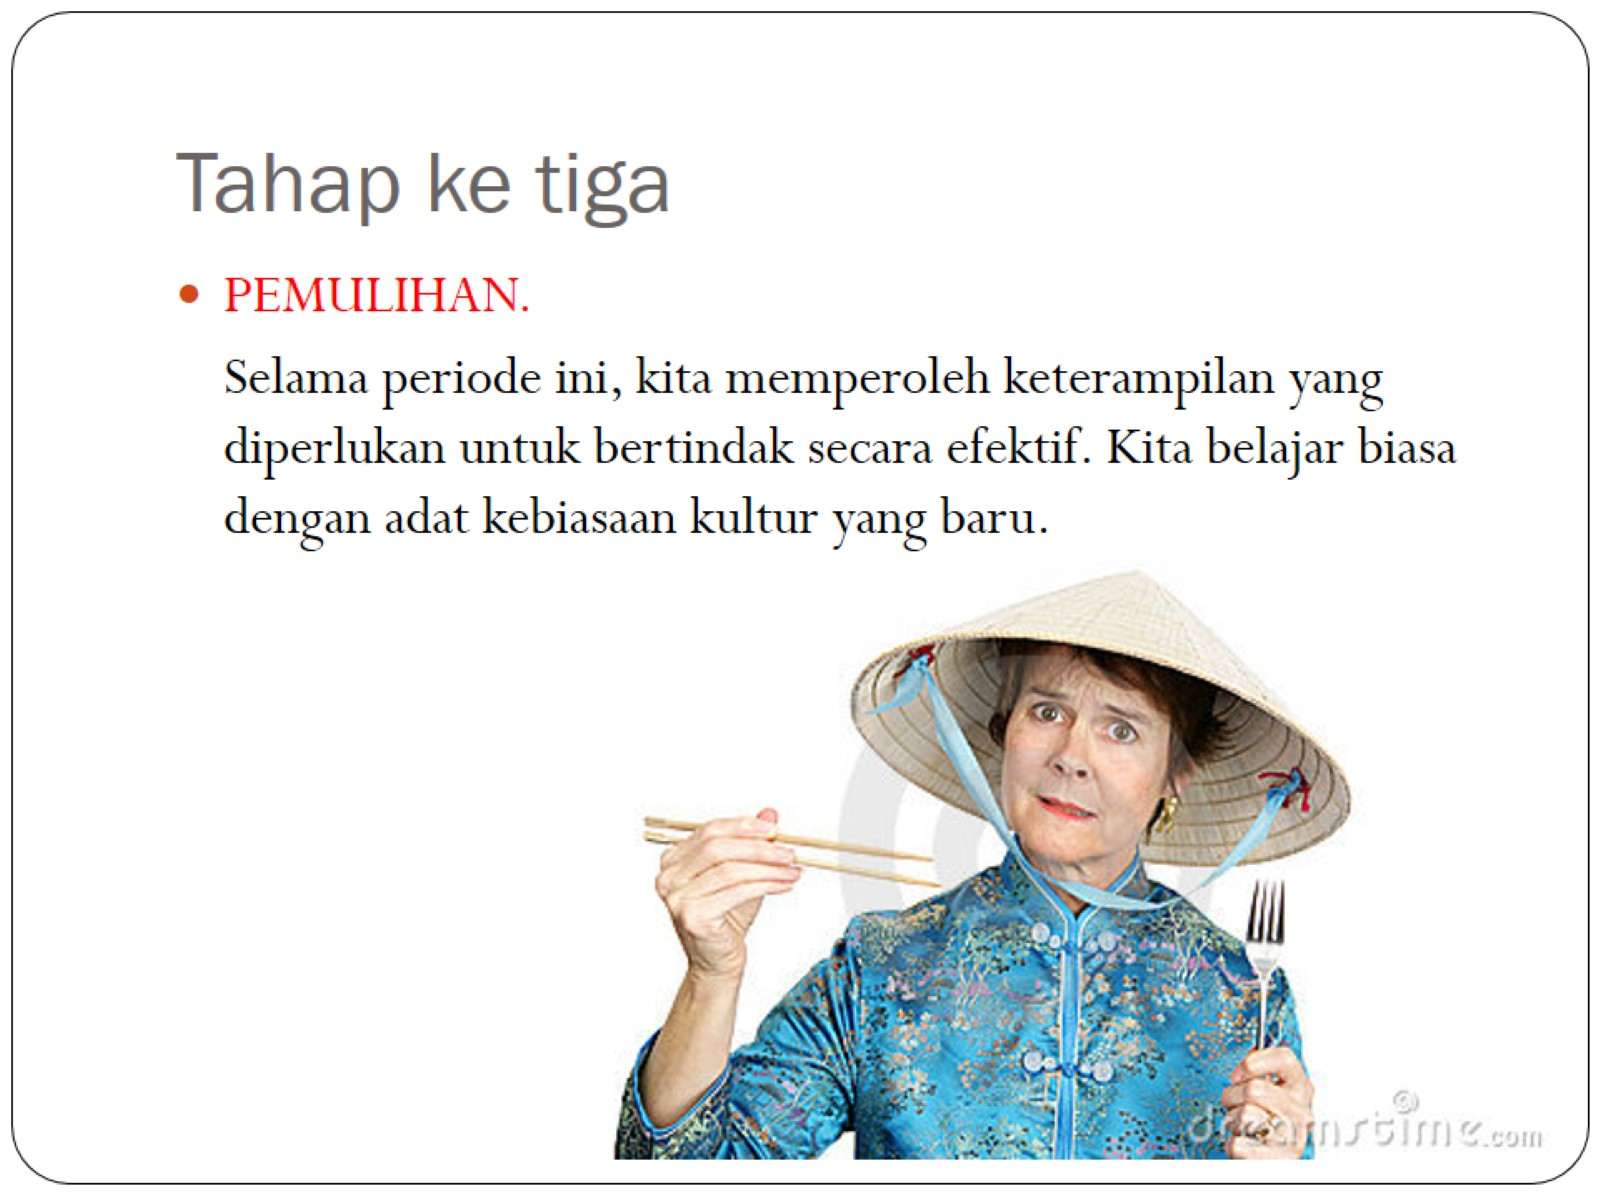 Tahap ke tiga
PEMULIHAN.
Selama periode ini, kita memperoleh keterampilan yang
diperlukan untuk bertindak secara efektif. Kita belajar biasa
dengan adat kebiasaan kultur yang baru.
dreamstime.com